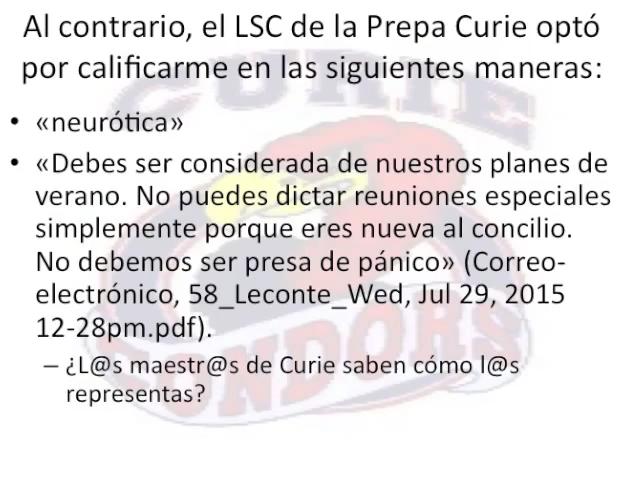 CURIE
CONDORS
Al contrario, el LSC de la Prepa Curie optó
por calificarme en las siguientes maneras:
• «neurótica»
• «Debes ser considerada de nuestros planes de
verano. No puedes dictar reuniones especiales
simplemente porque eres nueva al concilio.
No debemos ser presa de pánico» (Correo-
electrónico, 58_Leconte_Wed, Jul 29, 2015
12-28pm.pdf).
– ¿L@s maestr@s de Curie saben cómo l@s
representas?